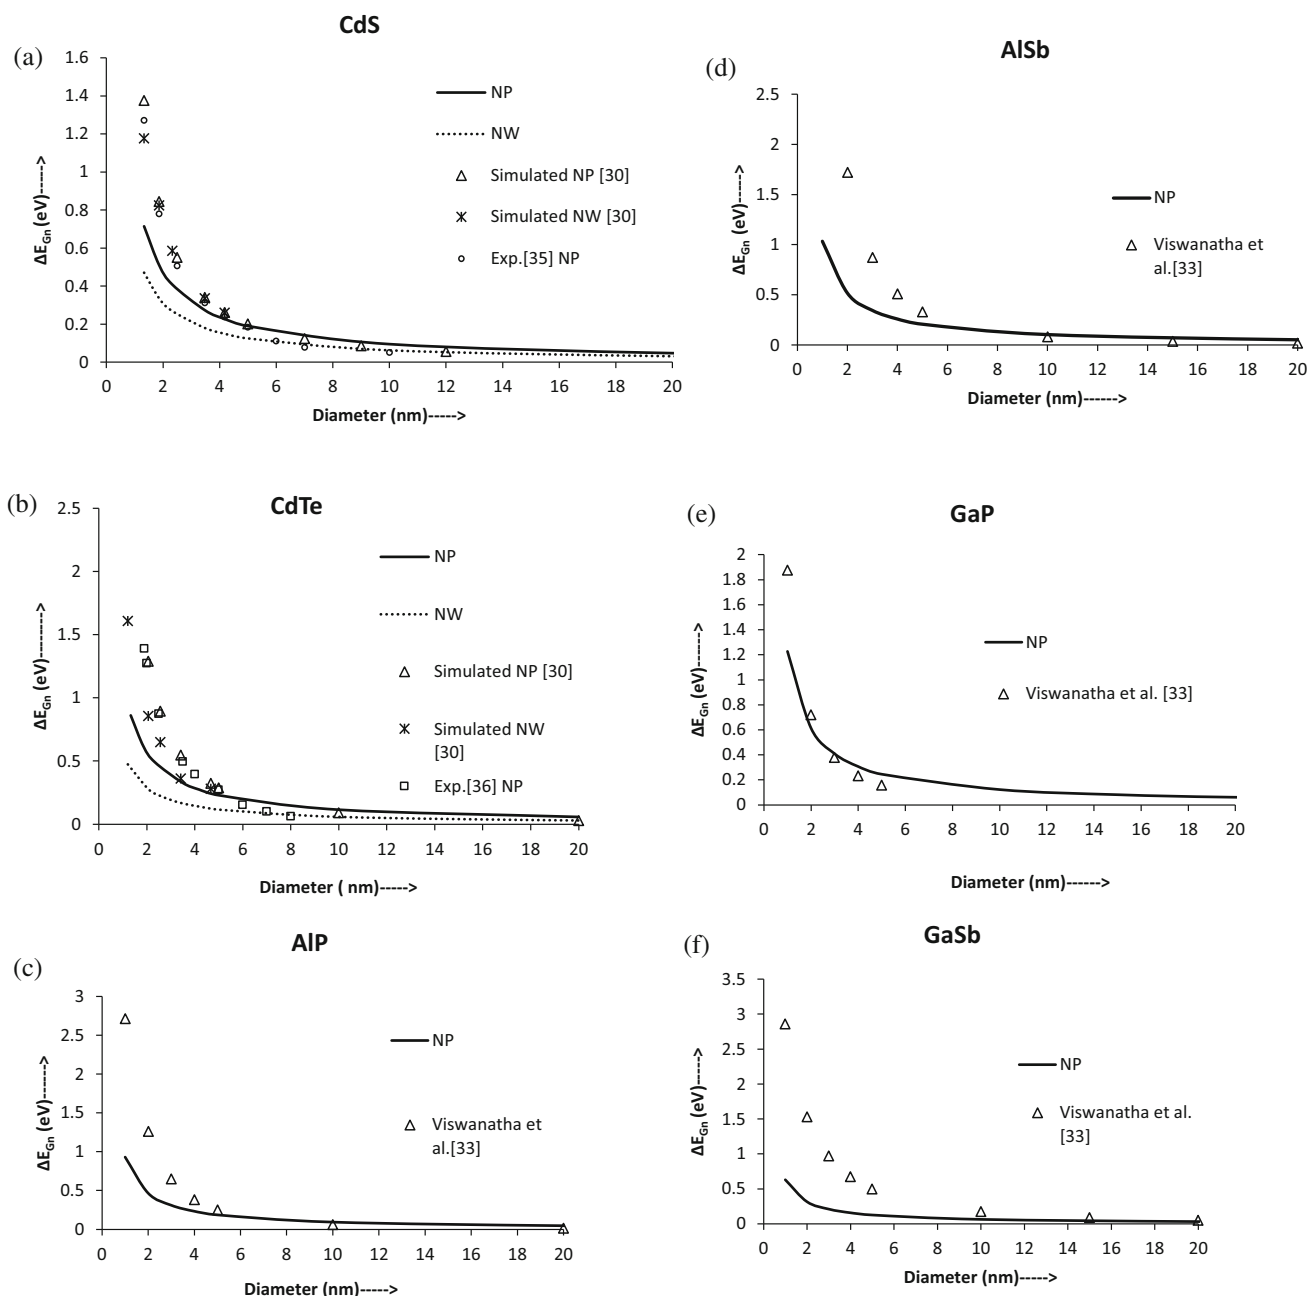 (a)
CdS
1.6
1.4
1.2
1
0.8
0.6
0.4
0.2
0
ΔE_Gn (eV)----->
0 2 4 6 8 10 12 14 16 18 20
Diameter (nm)----->
NP
NW
Simulated NP [30]
Simulated NW [30]
Exp.[35] NP
(b)
CdTe
2.5
2
1.5
1
0.5
0
ΔE_Gn (eV)-------->
0 2 4 6 8 10 12 14 16 18 20
Diameter ( nm)----->
NP
NW
Simulated NP [30]
Simulated NW
[30]
Exp.[36] NP
(c)
AlP
3
2.5
2
1.5
1
0.5
0
ΔE_Gn (eV)------>
0 2 4 6 8 10 12 14 16 18 20
Diameter (nm)----->
NP
Viswanatha et
al.[33]
(d)
AlSb
2.5
2
1.5
1
0.5
0
ΔE_Gn (eV)----->
0 2 4 6 8 10 12 14 16 18 20
Diameter (nm)------>
NP
Viswanatha et
al.[33]
(e)
GaP
2
1.8
1.6
1.4
1.2
1
0.8
0.6
0.4
0.2
0
ΔE_Gn (eV)------>
0 2 4 6 8 10 12 14 16 18 20
Diameter (nm)------>
NP
Viswanatha et al. [33]
(f)
GaSb
3.5
3
2.5
2
1.5
1
0.5
0
ΔE_Gn (eV)------>
0 2 4 6 8 10 12 14 16 18 20
Diameter (nm)----->
NP
Viswanatha et al.
[33]